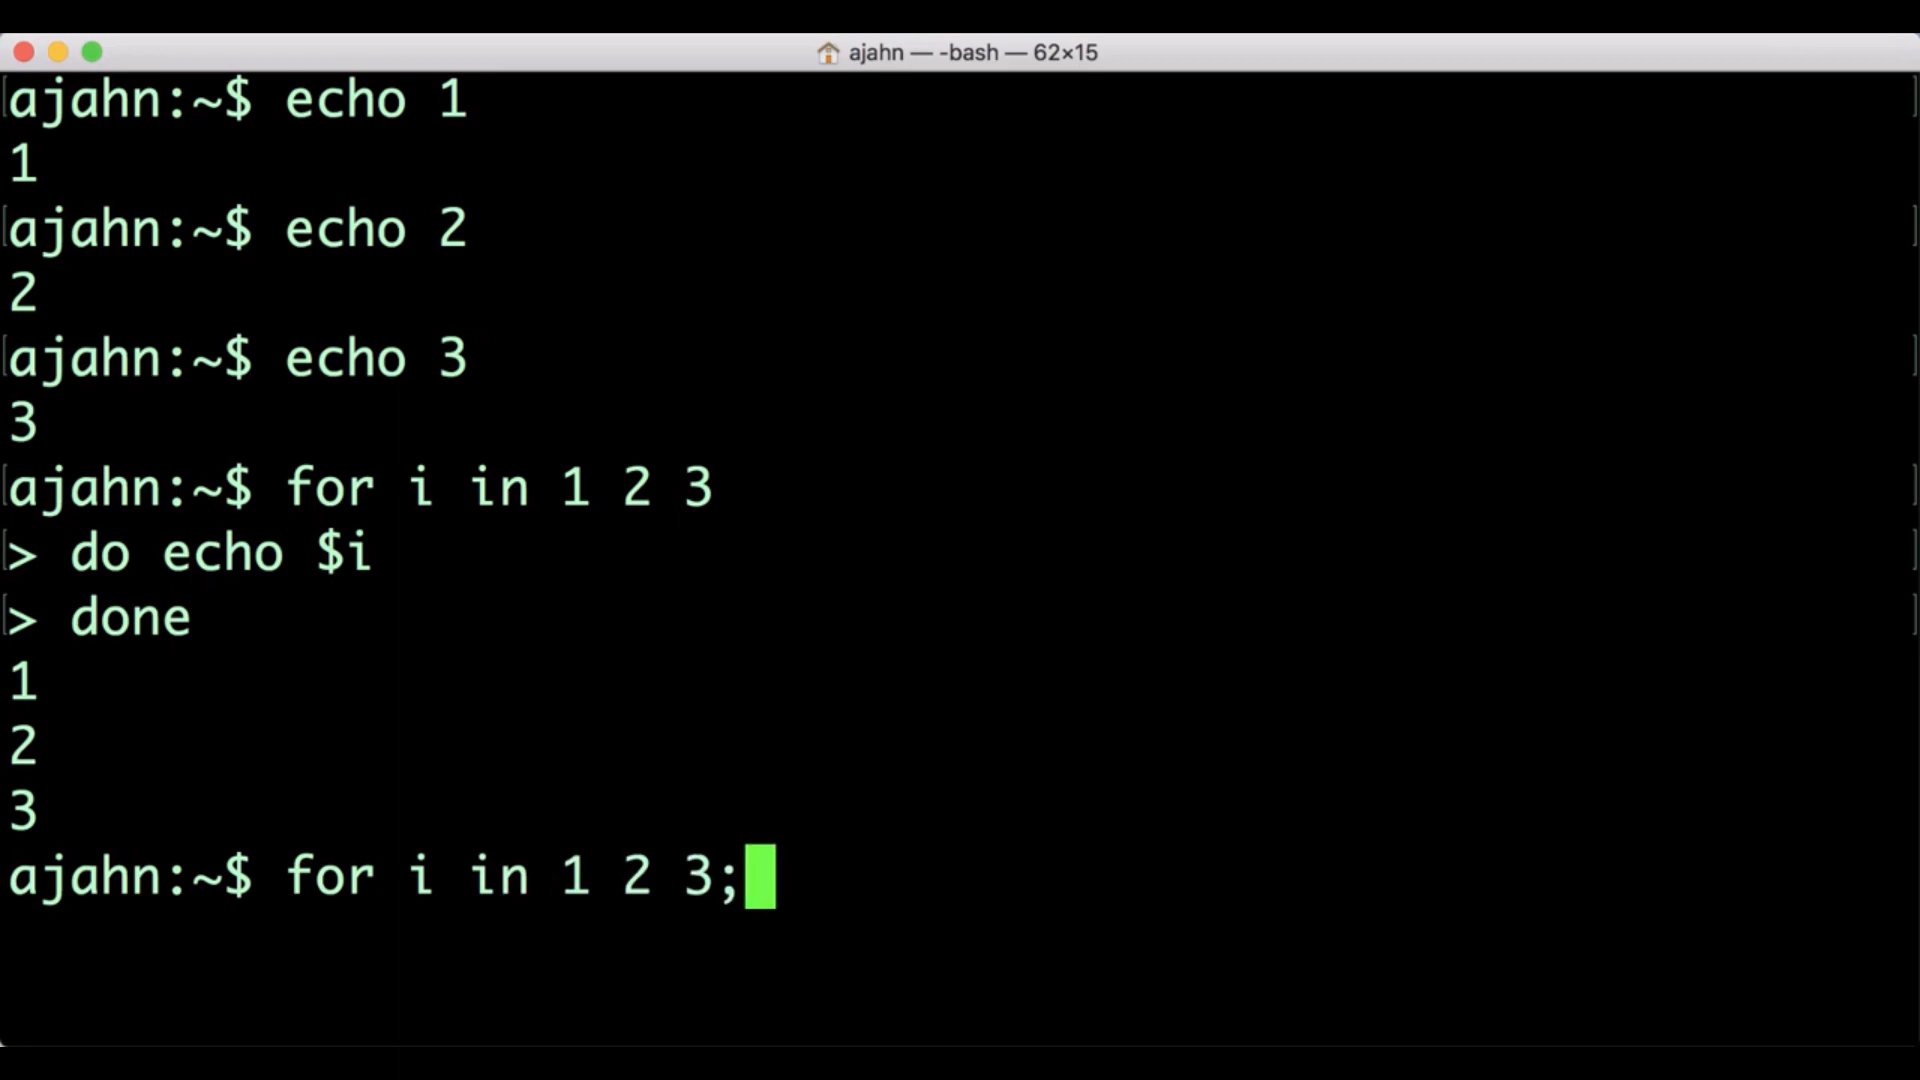 ajahn — -bash — 62×15
ajahn:~$ echo 1
1
ajahn:~$ echo 2
2
ajahn:~$ echo 3
3
ajahn:~$ for i in 1 2 3
> do echo $i
> done
1
2
3
ajahn:~$ for i in 1 2 3;